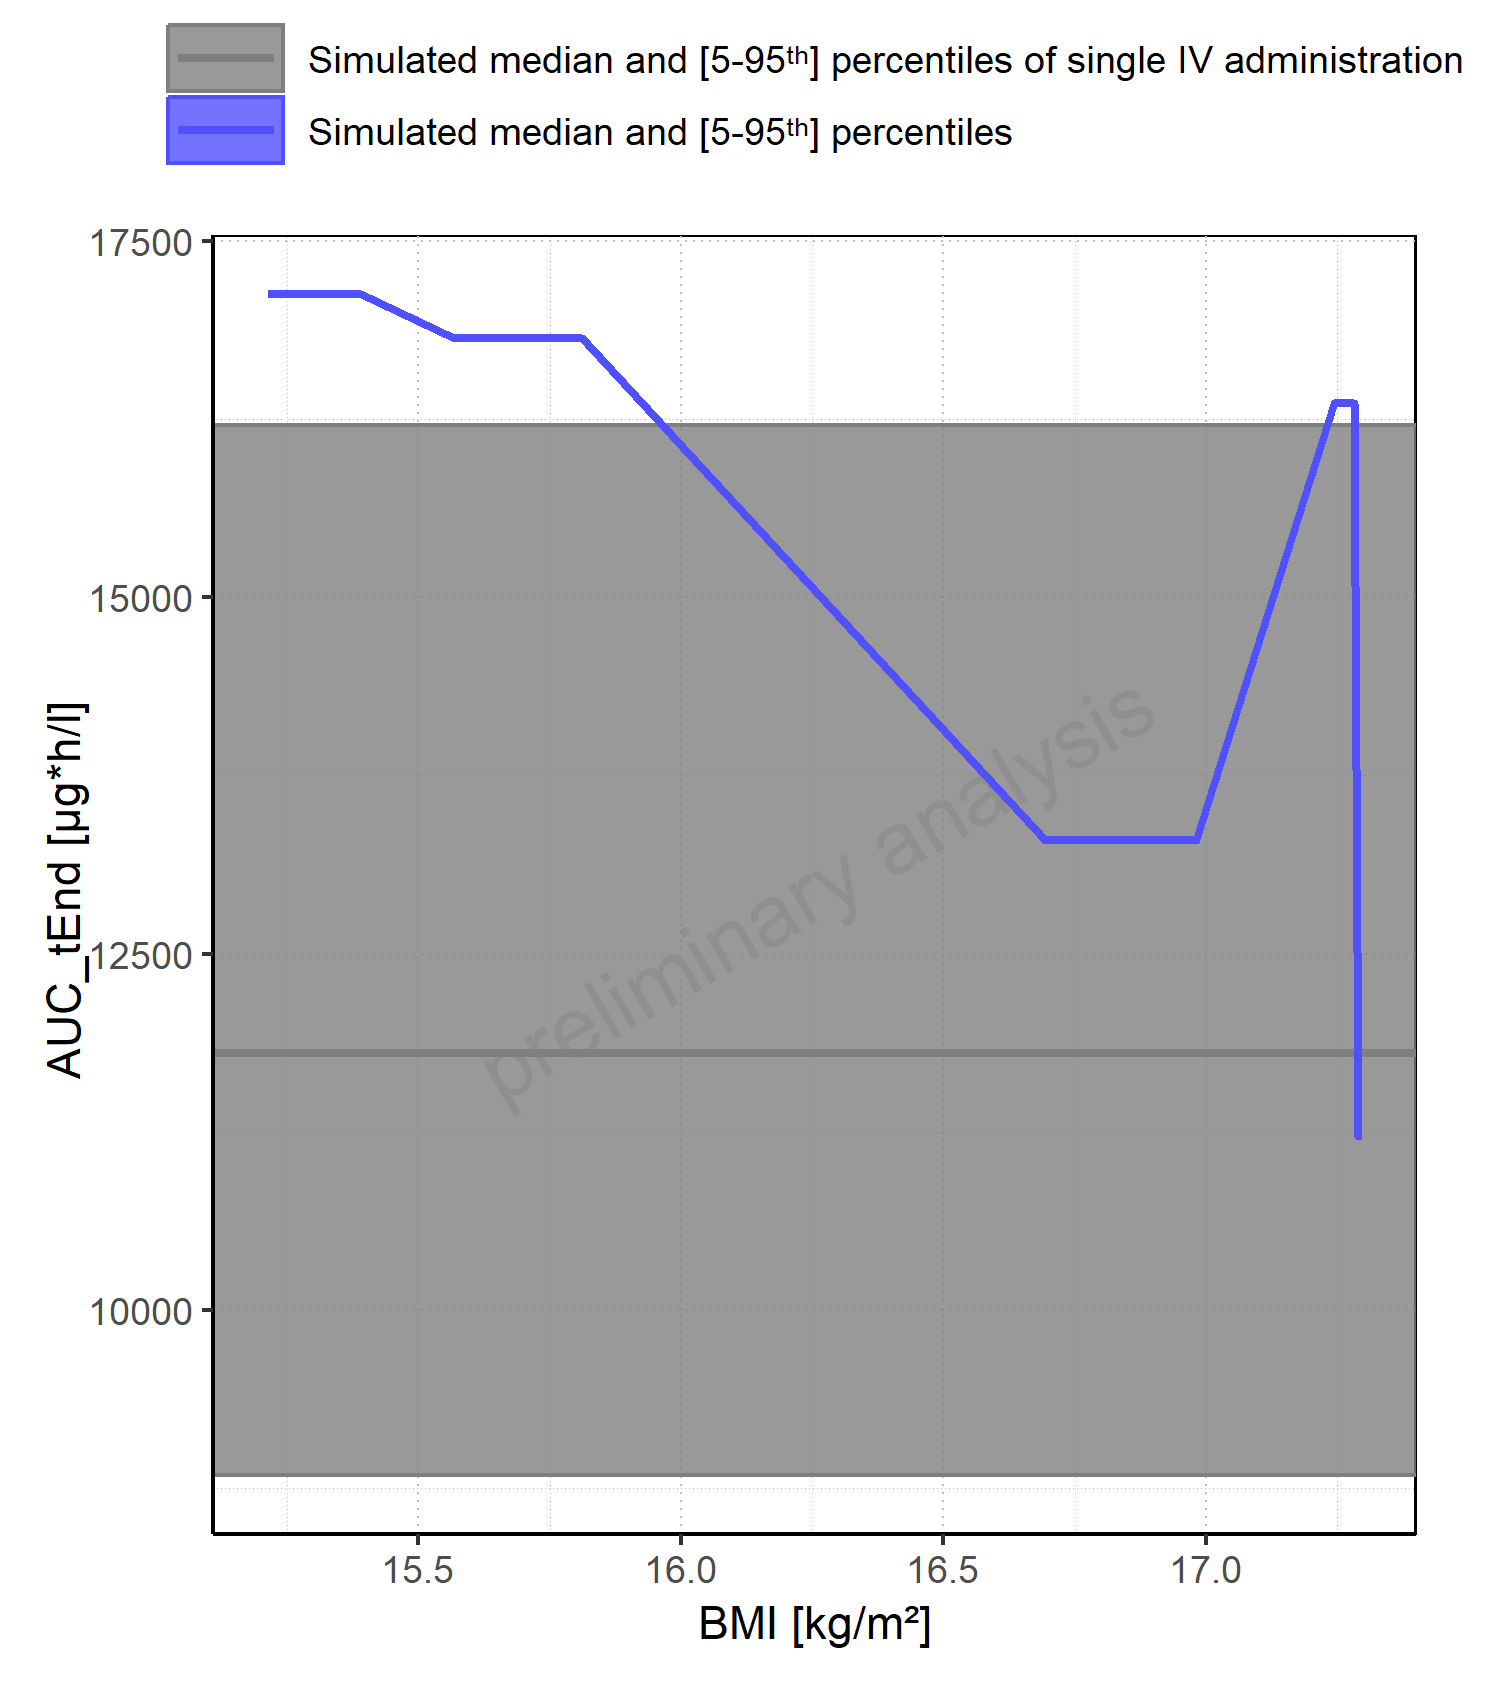 Simulated median and [5-95th] percentiles of single IV administration
Simulated median and [5-95th] percentiles
17500
15000
12500
10000
AUC_tEnd [µg*h/l]
preliminary analysis
15.5 16.0 16.5 17.0
BMI [kg/m²]